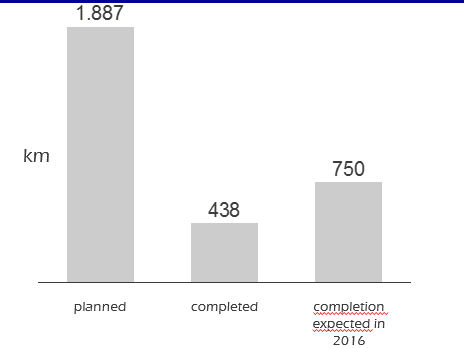 1.887
750
km
438
planned
completed
completion
expected in
2016